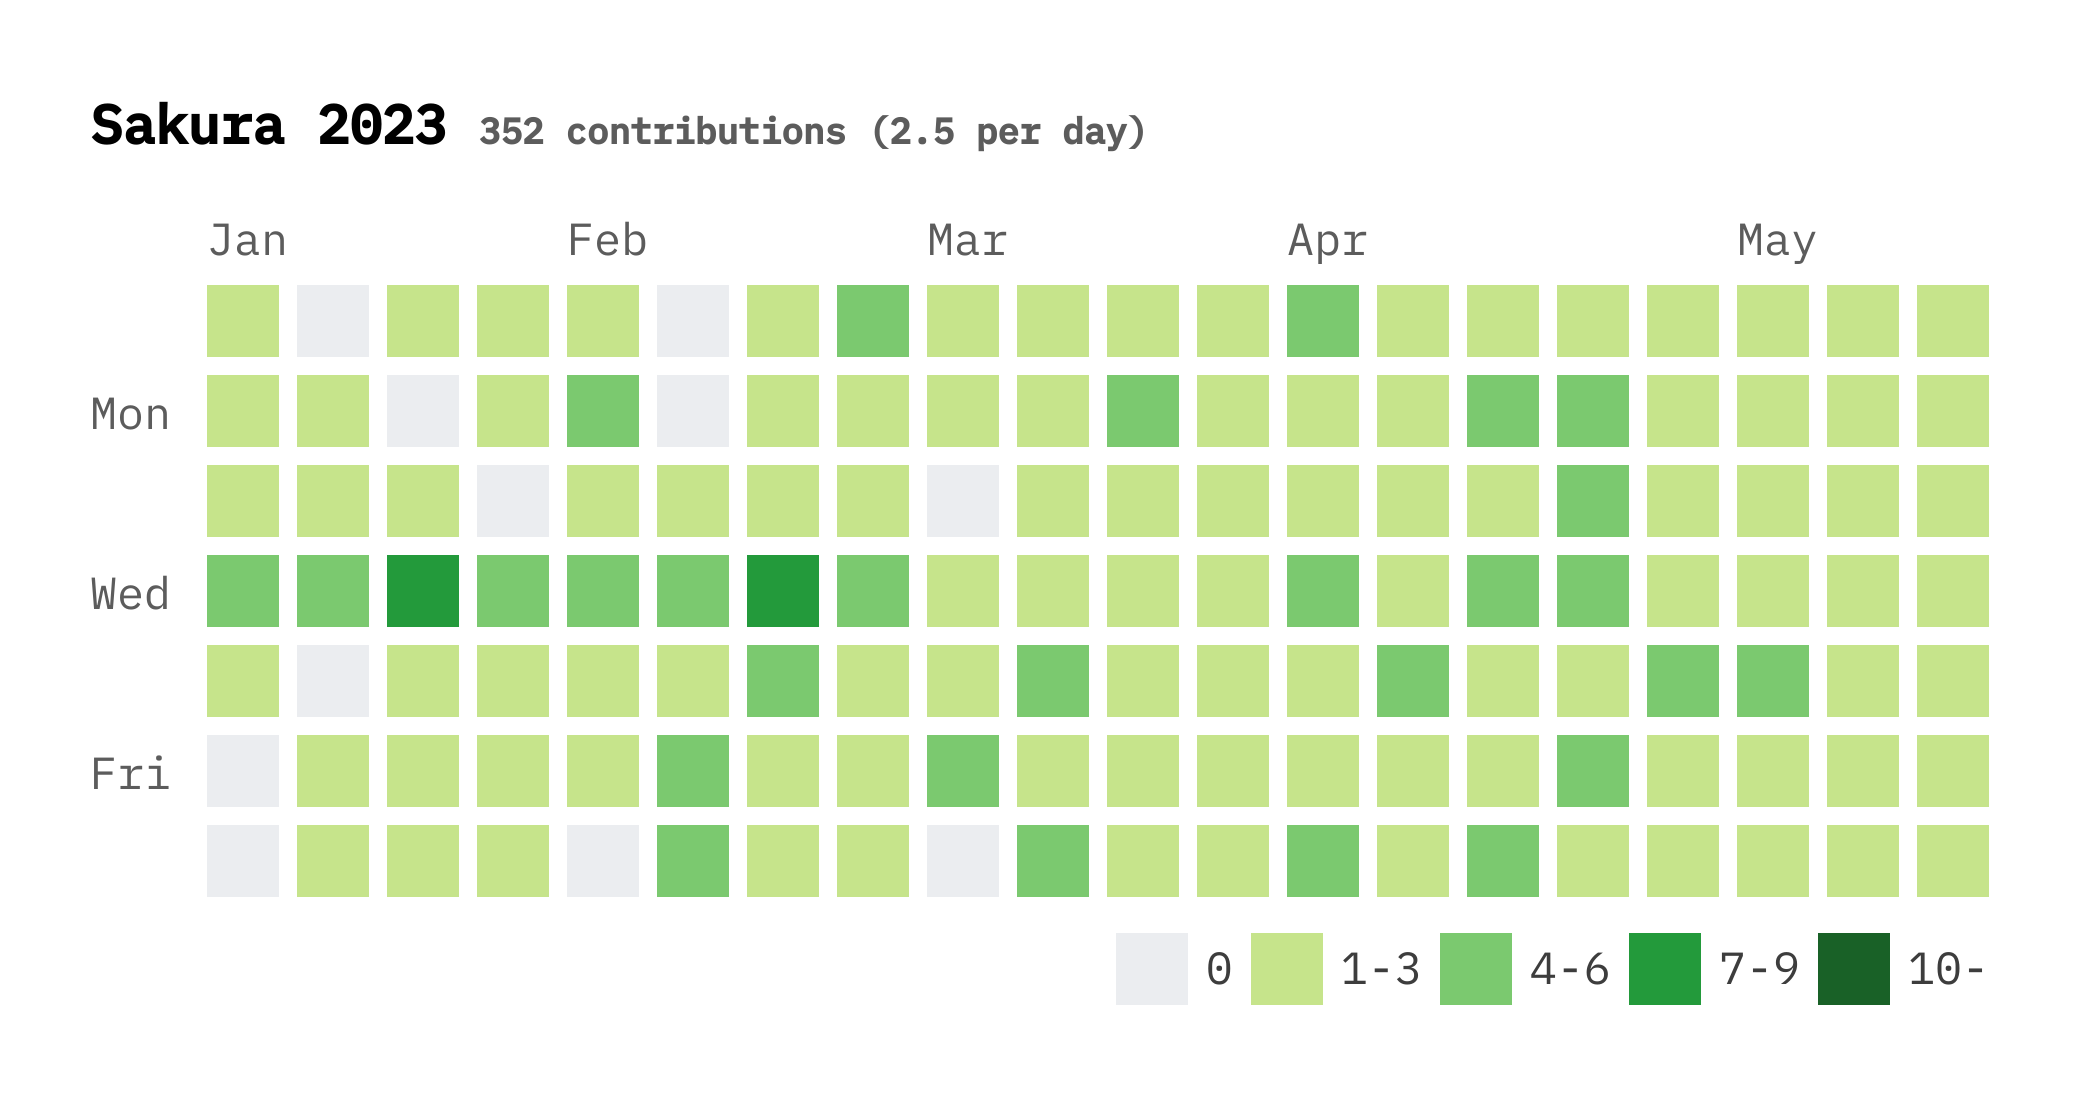 Sakura 2023 352 contributions (2.5 per day)
Jan Feb Mar Apr May
Mon
Wed
Fri
0 1-3 4-6 7-9 10-